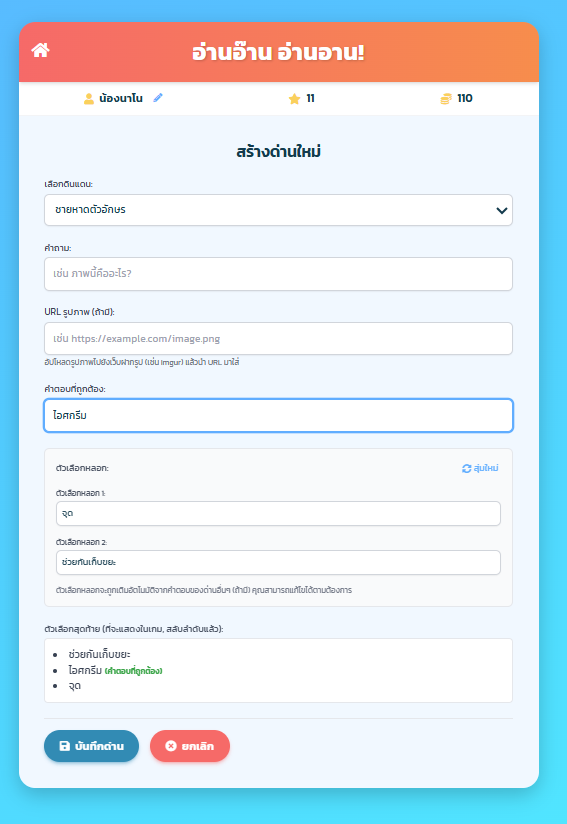 อ่านอ๊าน อ่านอาน!
น้องนาโน 11 110
สร้างด่านใหม่
เลือกดินแดน:
ชายหาดตัวอักษร
คำถาม:
เช่น ภาพนี้คืออะไร?
URL รูปภาพ (ถ้ามี):
เช่น https://example.com/image.png
อัปโหลดรูปภาพไปยังเว็บฝากรูป (เช่น Imgur) แล้วนำ URL มาใส่
คำตอบที่ถูกต้อง:
ไอศกรีม
ตัวเลือกหลอก: สุ่มใหม่
ตัวเลือกหลอก 1:
จุด
ตัวเลือกหลอก 2:
ช่วยกันเก็บขยะ
ตัวเลือกหลอกจะถูกเติมอัตโนมัติจากคำตอบของด่านอื่นๆ (ถ้ามี) คุณสามารถแก้ไขได้ตามต้องการ
ตัวเลือกสุดท้าย (ที่จะแสดงในเกม, สลับลำดับแล้ว):
ช่วยกันเก็บขยะ
ไอศกรีม (คำตอบที่ถูกต้อง)
จุด
บันทึกด่าน ยกเลิก